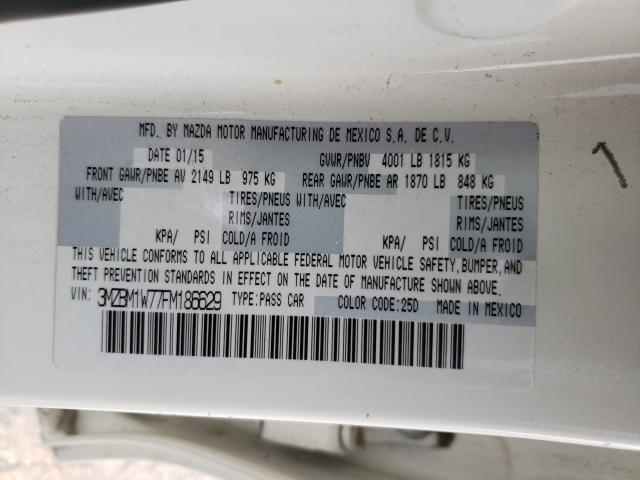 MFD. BY MAZDA MOTOR MANUFACTURING DE MEXICO S.A. DE C.V.
DATE 01/15 GVWR/PNBV 4001 LB 1815 KG
FRONT GAWR/PNBE AV 2149 LB 975 KG REAR GAWR/PNBE AR 1870 LB 848 KG
WITH/AVEC TIRES/PNEUS WITH/AVEC TIRES/PNEUS
RIMS/JANTES RIMS/JANTES
KPA/ PSI COLD/A FROID KPA/ PSI COLD/A FROID
THIS VEHICLE CONFORMS TO ALL APPLICABLE FEDERAL MOTOR VEHICLE SAFETY, BUMPER, AND
THEFT PREVENTION STANDARDS IN EFFECT ON THE DATE OF MANUFACTURE SHOWN ABOVE.
VIN: 3MZBM1W77FM186629 TYPE: PASS CAR COLOR CODE: 25D MADE IN MEXICO